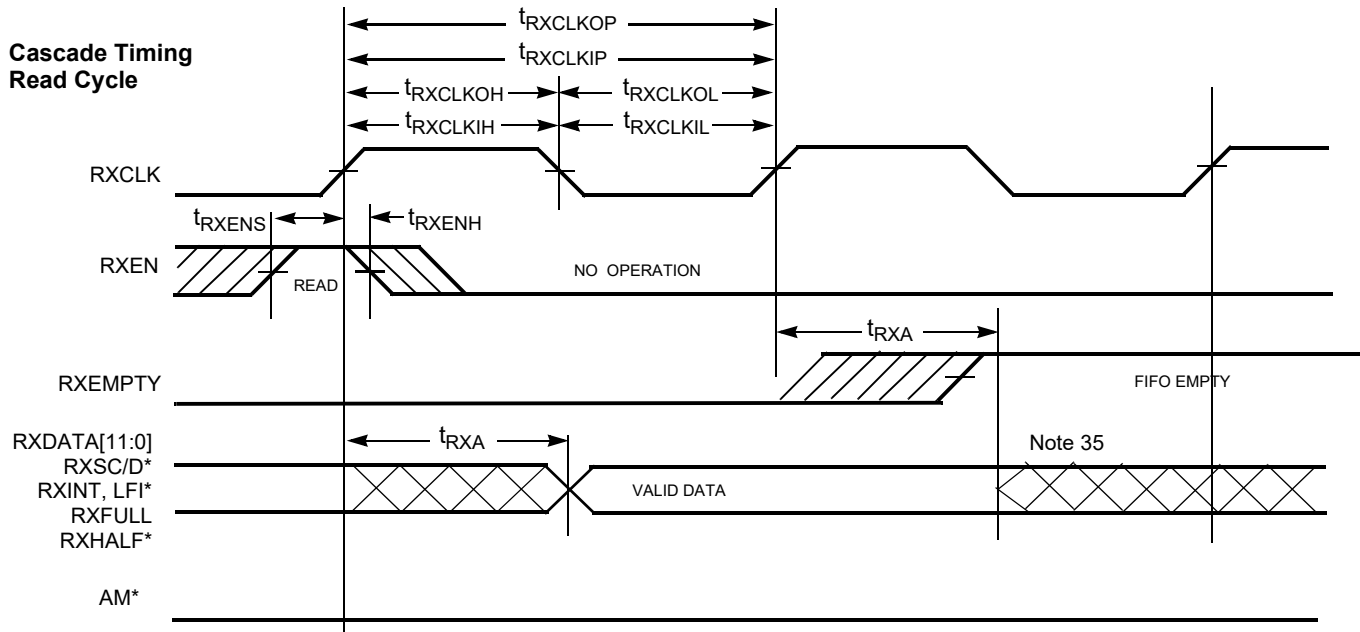 Cascade Timing
Read Cycle
tRXCLKOP
tRXCLKIP
tRXCLKOH
tRXCLKOL
tRXCLKIH
tRXCLKIL
RXCLK
tRXENS
tRXENH
RXEN
READ
NO OPERATION
tRXA
RXEMPTY
FIFO EMPTY
RXDATA[11:0]
tRXA
Note 35
RXSC/D*
RXINT, LFI*
VALID DATA
RXFULL
RXHALF*
AM*